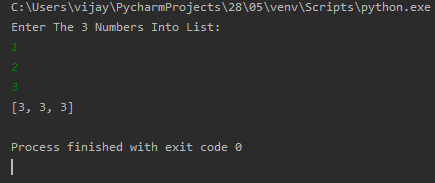 C:\Users\vijay\PycharmProjects\28\05\venv\Scripts\python.exe
Enter The 3 Numbers Into List:
1
2
3
[3, 3, 3]
Process finished with exit code 0